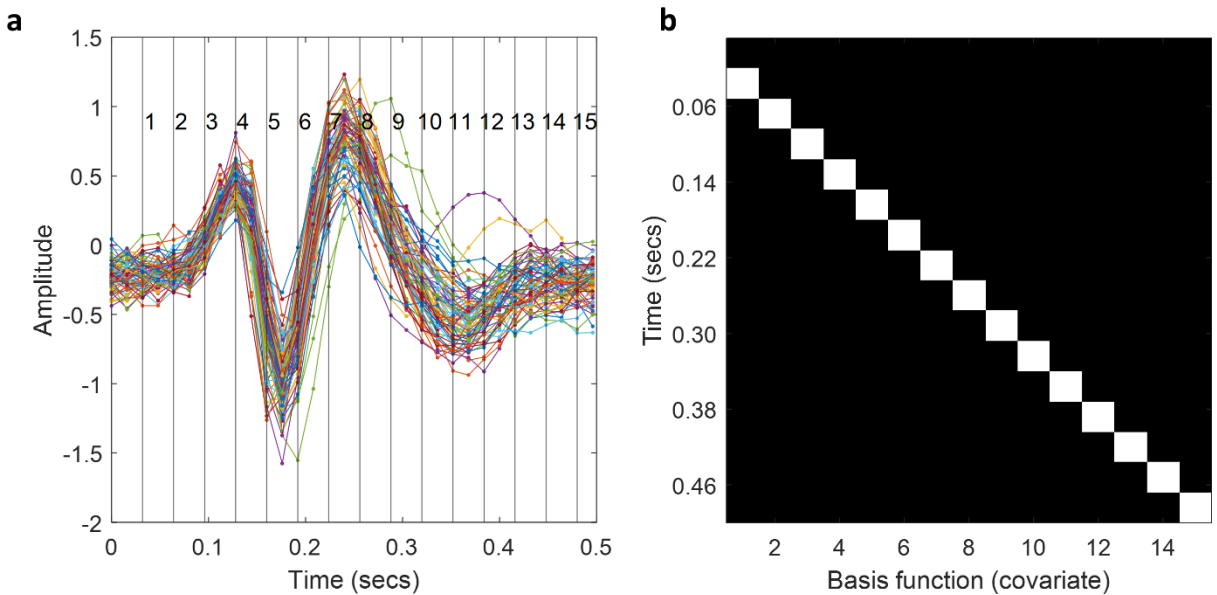 a
1.5
1
0.5
0
-0.5
-1
-1.5
-2
Amplitude
1 2 3 4 5 6 7 8 9 10 11 12 13 14 15
0 0.1 0.2 0.3 0.4 0.5
Time (secs)
b
0.06
0.14
0.22
0.30
0.38
0.46
Time (secs)
2 4 6 8 10 12 14
Basis function (covariate)